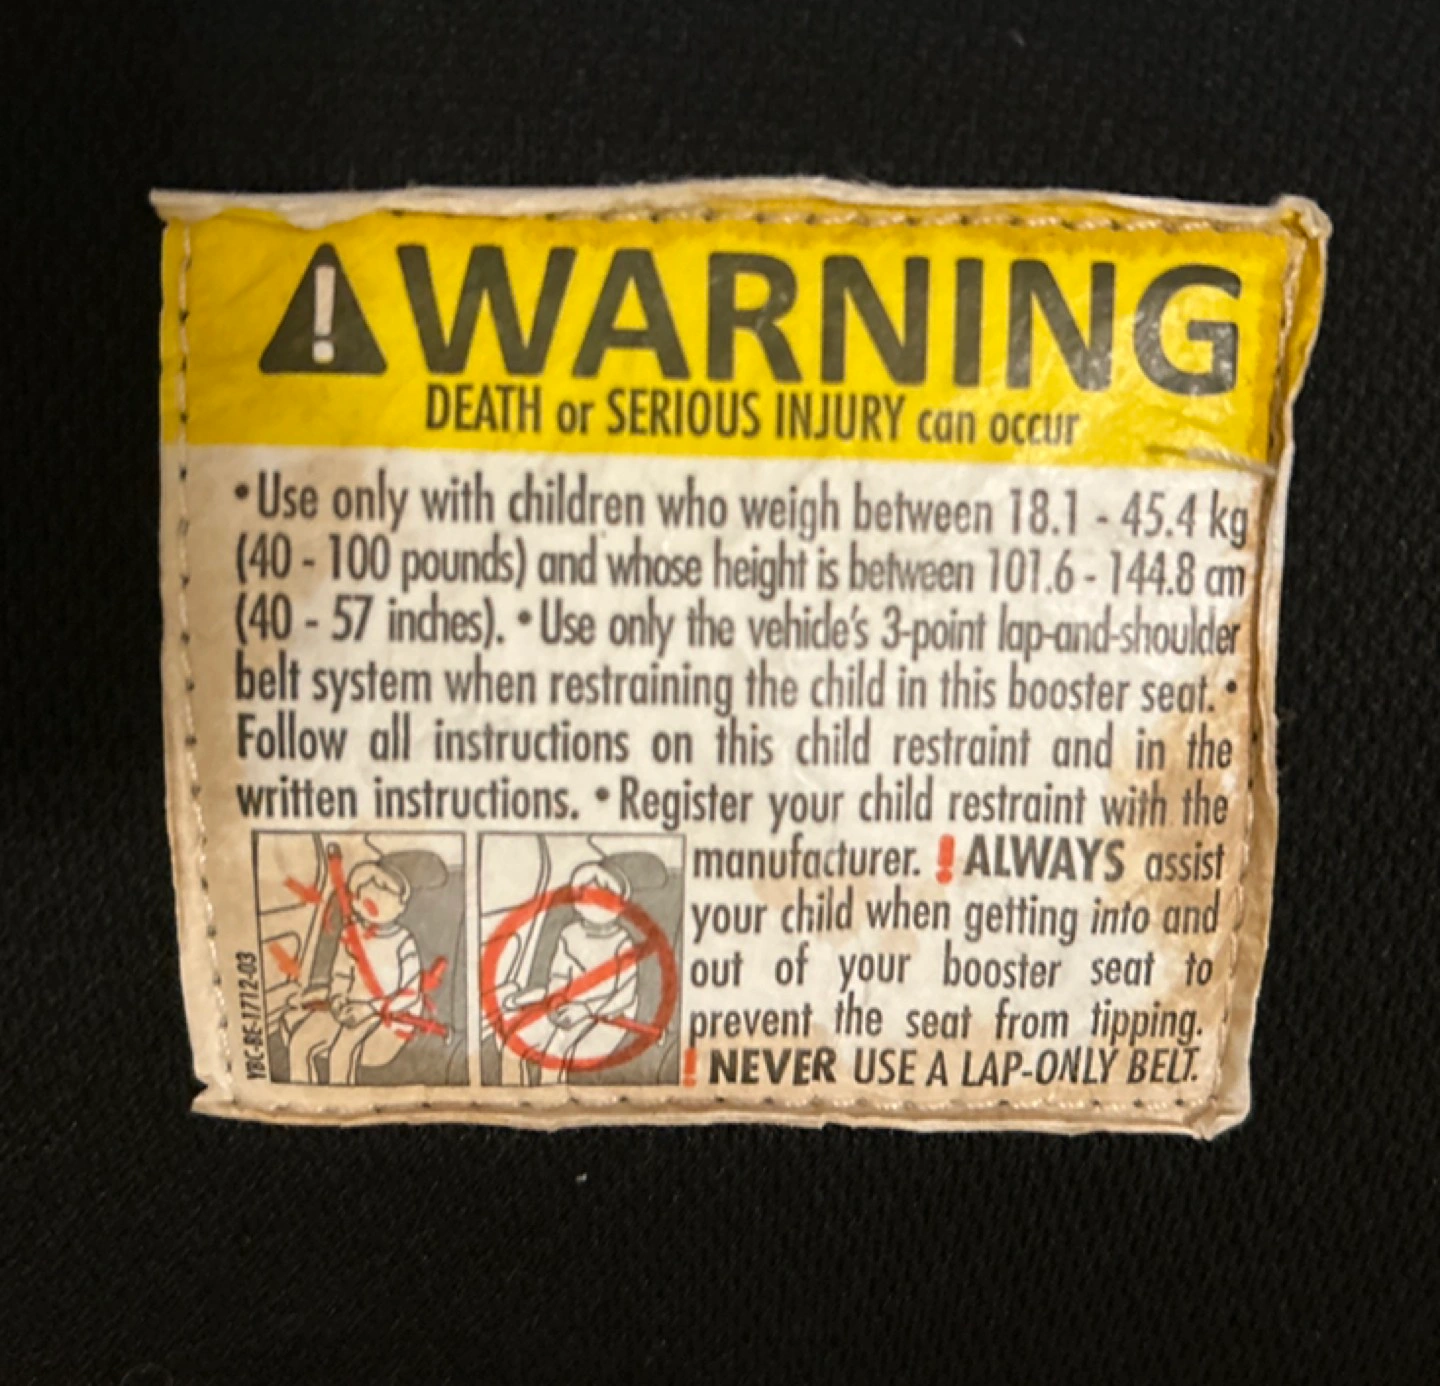 WARNING
DEATH or SERIOUS INJURY can occur
•Use only with children who weigh between 18.1 - 45.4 kg
(40 - 100 pounds) and whose height is between 101.6 - 144.8 cm
(40 - 57 inches). •Use only the vehicle's 3-point lap-and-shoulder
belt system when restraining the child in this booster seat. •
Follow all instructions on this child restraint and in the
written instructions. •Register your child restraint with the
manufacturer. ! ALWAYS assist
your child when getting into and
out of your booster seat to
prevent the seat from tipping.
! NEVER USE A LAP-ONLY BELT.
YBC-BE-1712-03